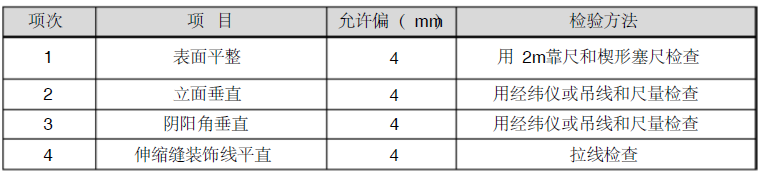 项次 项 目 允许偏（ mm） 检验方法
1 表面平整 4 用 2m靠尺和楔形塞尺检查
2 立面垂直 4 用经纬仪或吊线和尺量检查
3 阴阳角垂直 4 用经纬仪或吊线和尺量检查
4 伸缩缝装饰线平直 4 拉线检查